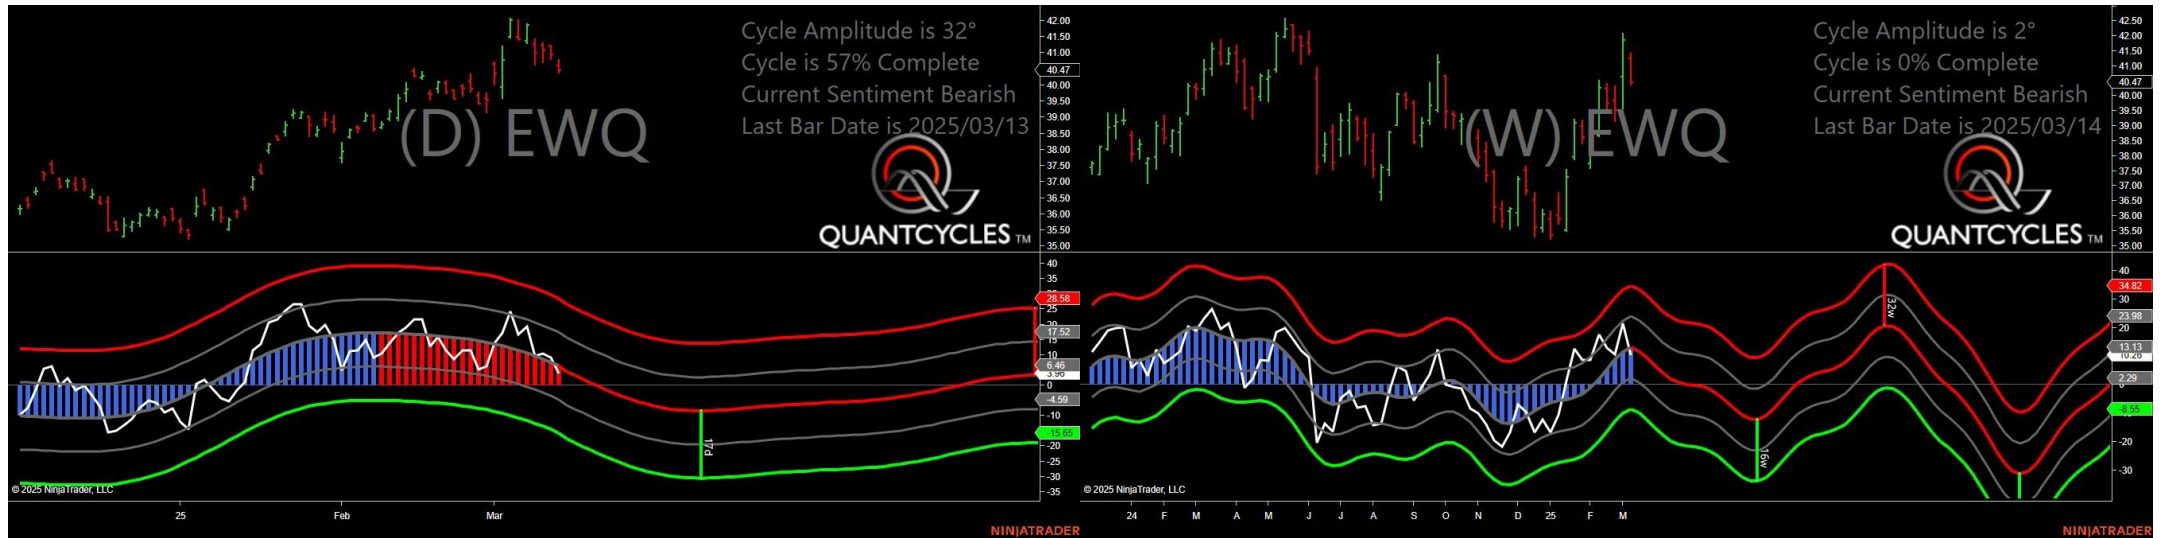 Cycle Amplitude is 32°
Cycle is 57% Complete
Current Sentiment Bearish
Last Bar Date is 2025/03/13
(D) EWQ
QUANTCYCLES TM
42.00
41.50
41.00
40.47
40.00
39.50
39.00
38.50
38.00
37.50
37.00
36.50
36.00
35.50
35.00
40
35
28.58
25
17.52
15
10
6.46
3.96
0
-4.59
-10
-15.65
-20
-25
-30
-35
17d
© 2025 NinjaTrader, LLC
25 Feb Mar
NINJATRADER
Cycle Amplitude is 2°
Cycle is 0% Complete
Current Sentiment Bearish
Last Bar Date is 2025/03/14
(W) EWQ
QUANTCYCLES TM
42.50
42.00
41.50
41.00
40.47
40.00
39.50
39.00
38.50
38.00
37.50
37.00
36.50
36.00
35.50
35.00
40
34.82
30
23.98
20
13.13
10.26
2.29
-8.55
-20
-30
32w
16w
© 2025 NinjaTrader, LLC
24 F M A M J J A S O N D 25 F M
NINJATRADER